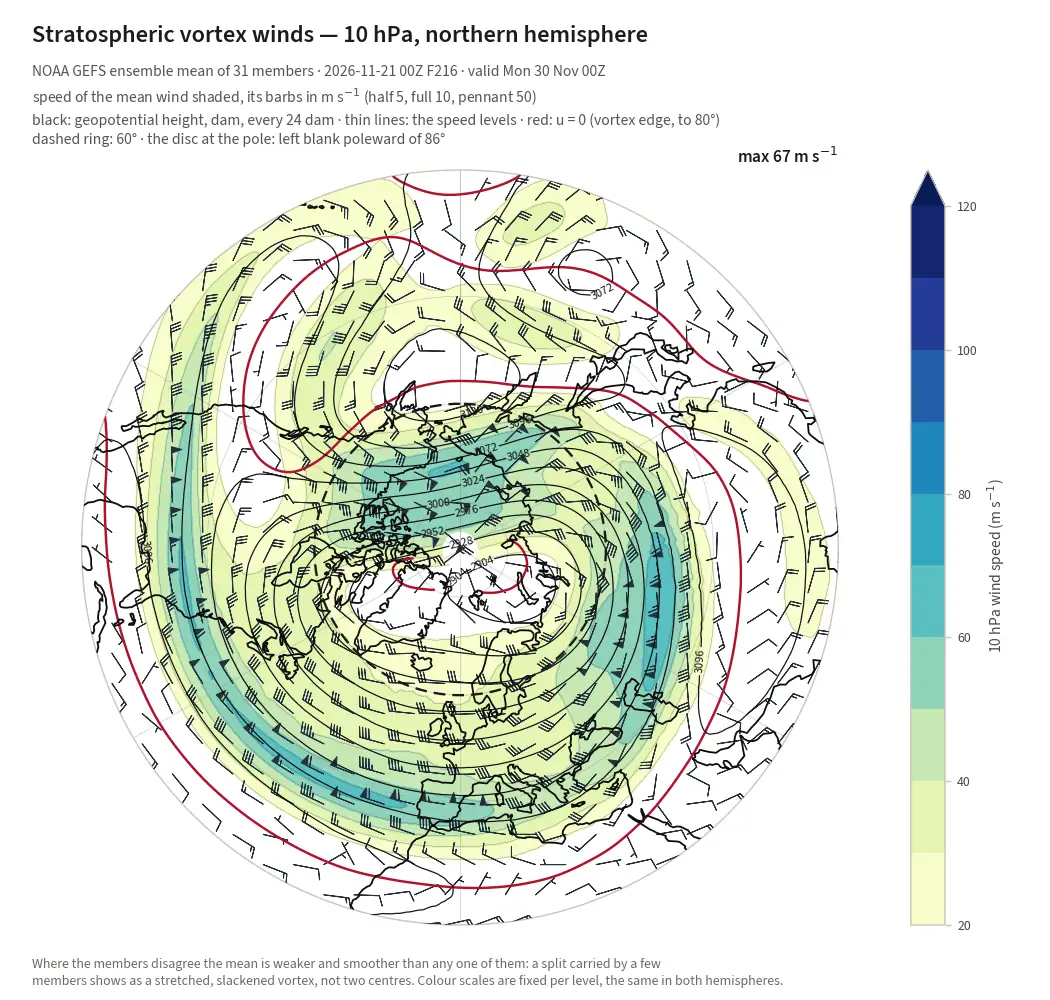 Stratospheric vortex winds — 10 hPa, northern hemisphere
NOAA GEFS ensemble mean of 31 members · 2026-11-21 00Z F216 · valid Mon 30 Nov 00Z
speed of the mean wind shaded, its barbs in m s⁻¹ (half 5, full 10, pennant 50)
black: geopotential height, dam, every 24 dam · thin lines: the speed levels · red: u = 0 (vortex edge, to 80°)
dashed ring: 60° · the disc at the pole: left blank poleward of 86°
max 67 m s⁻¹
120
100
80
60
40
20
10 hPa wind speed (m s⁻¹)
3072
3072
3048
3024
3000
2976
2952
2928
2904
3096
Where the members disagree the mean is weaker and smoother than any one of them: a split carried by a few
members shows as a stretched, slackened vortex, not two centres. Colour scales are fixed per level, the same in both hemispheres.